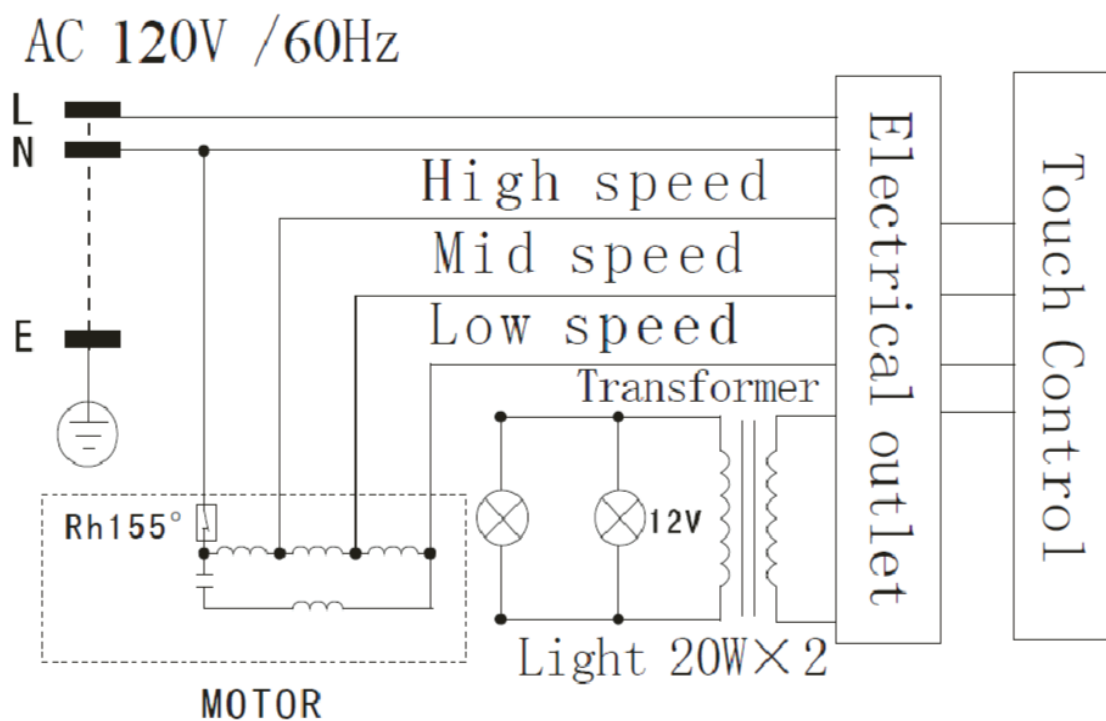 AC 120V /60Hz
L
N
E
High speed
Mid speed
Low speed
Transformer
Rh155°
12V
Light 20W×2
MOTOR
Electrical outlet
Touch Control